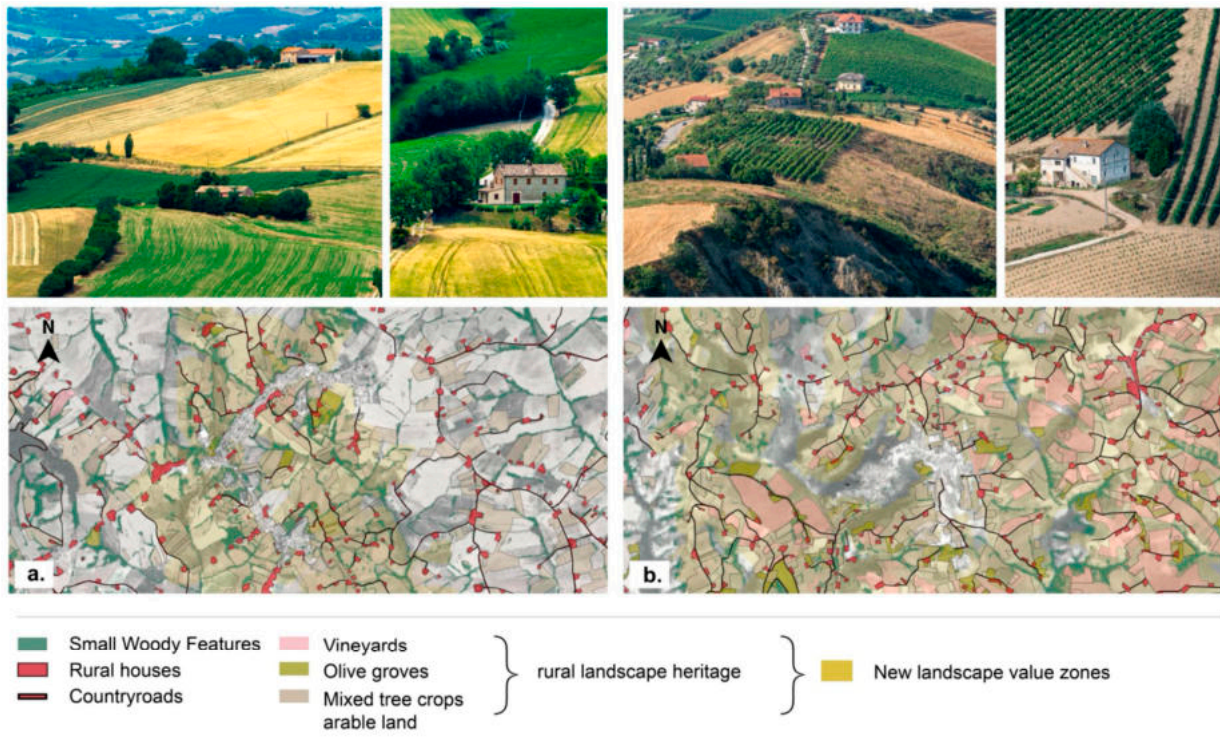 N
N
a.
b.
Small Woody Features
Rural houses
Countryroads
Vineyards
Olive groves
Mixed tree crops
arable land
rural landscape heritage
New landscape value zones